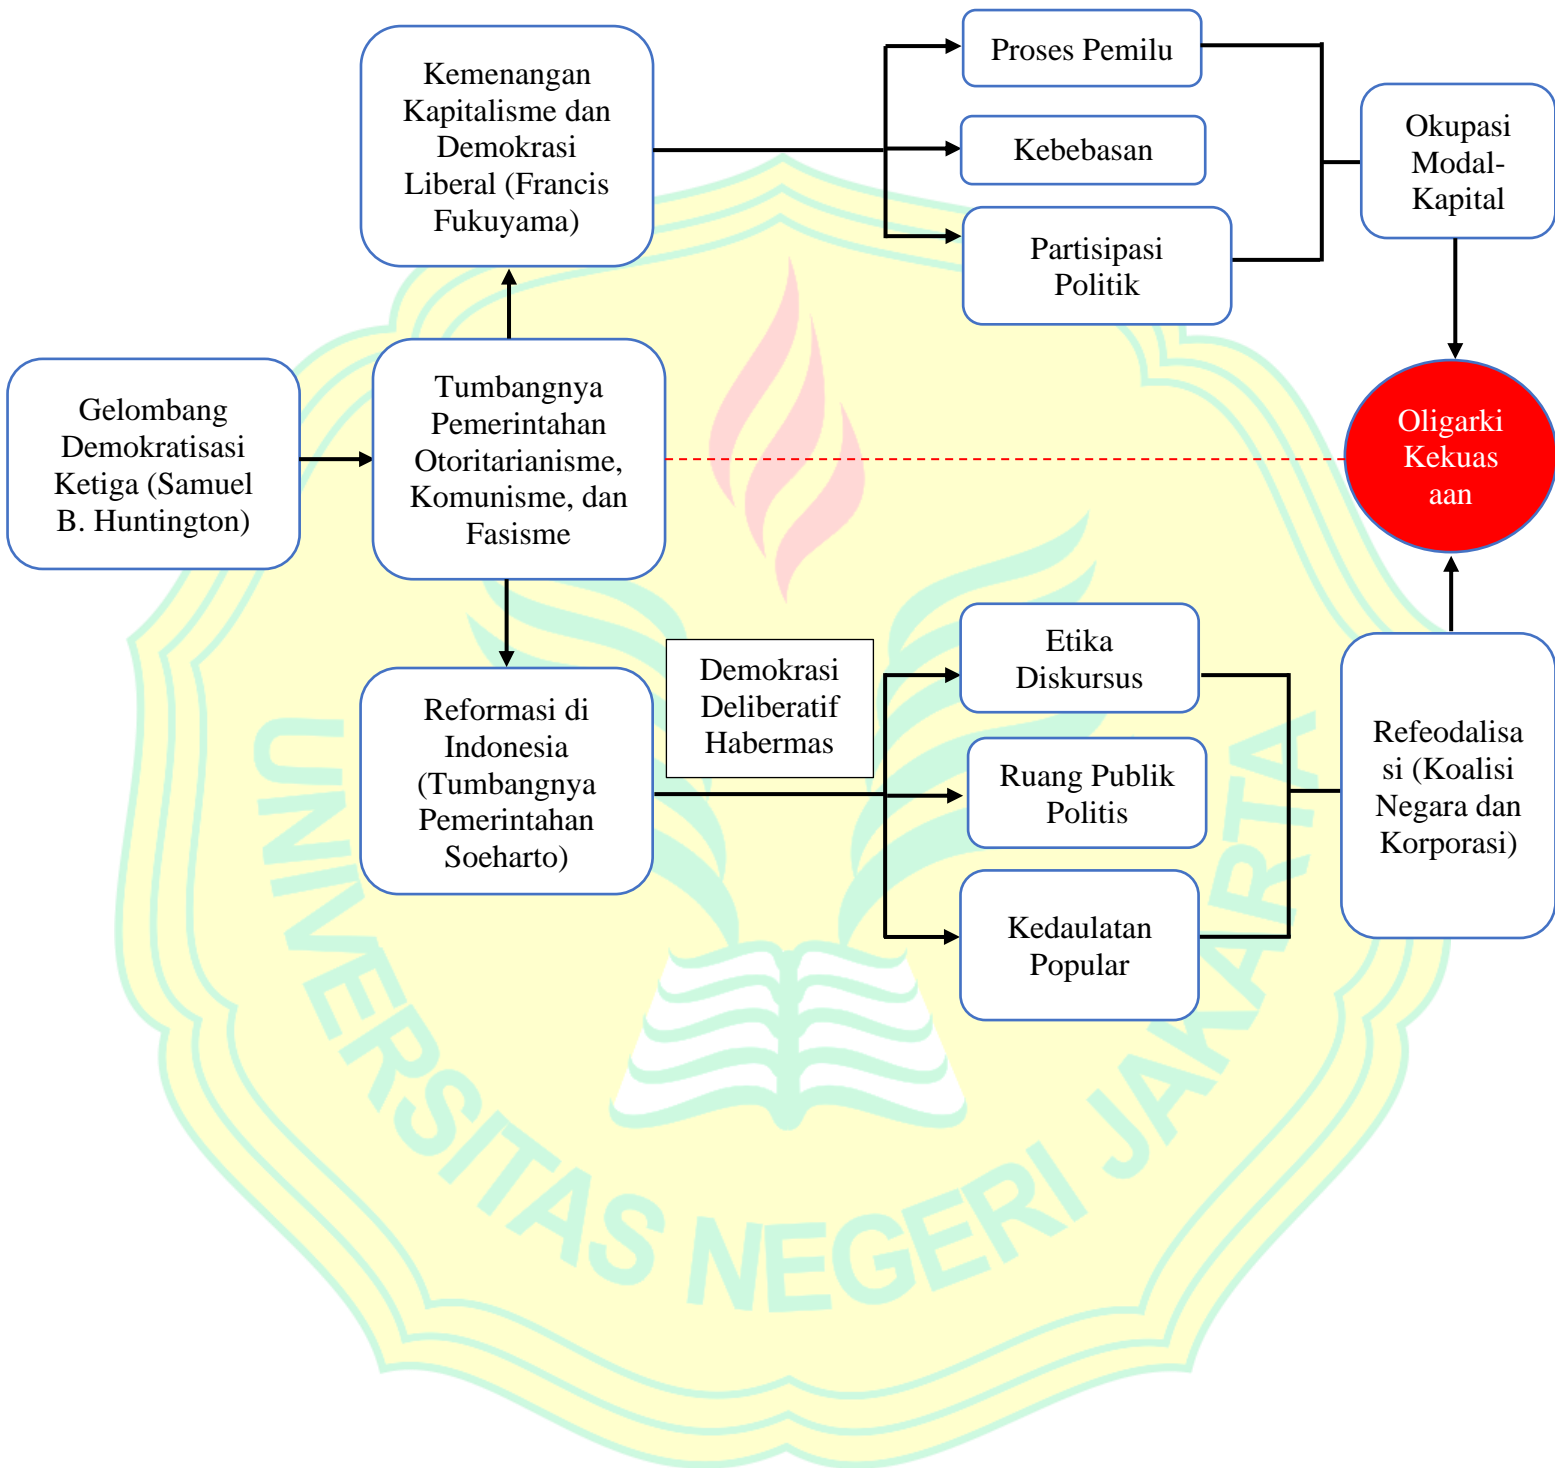 Kemenangan
Kapitalisme dan
Demokrasi
Liberal (Francis
Fukuyama)
Proses Pemilu
Kebebasan
Partisipasi
Politik
Okupasi
Modal-
Kapital
Gelombang
Demokratisasi
Ketiga (Samuel
B. Huntington)
Tumbangnya
Pemerintahan
Otoritarianisme,
Komunisme, dan
Fasisme
Oligarki
Kekuas
aan
Reformasi di
Indonesia
(Tumbangnya
Pemerintahan
Soeharto)
Demokrasi
Deliberatif
Habermas
Etika
Diskursus
Ruang Publik
Politis
Kedaulatan
Popular
Refeodalisa
si (Koalisi
Negara dan
Korporasi)
UNIVERSITAS NEGERI JAKARTA